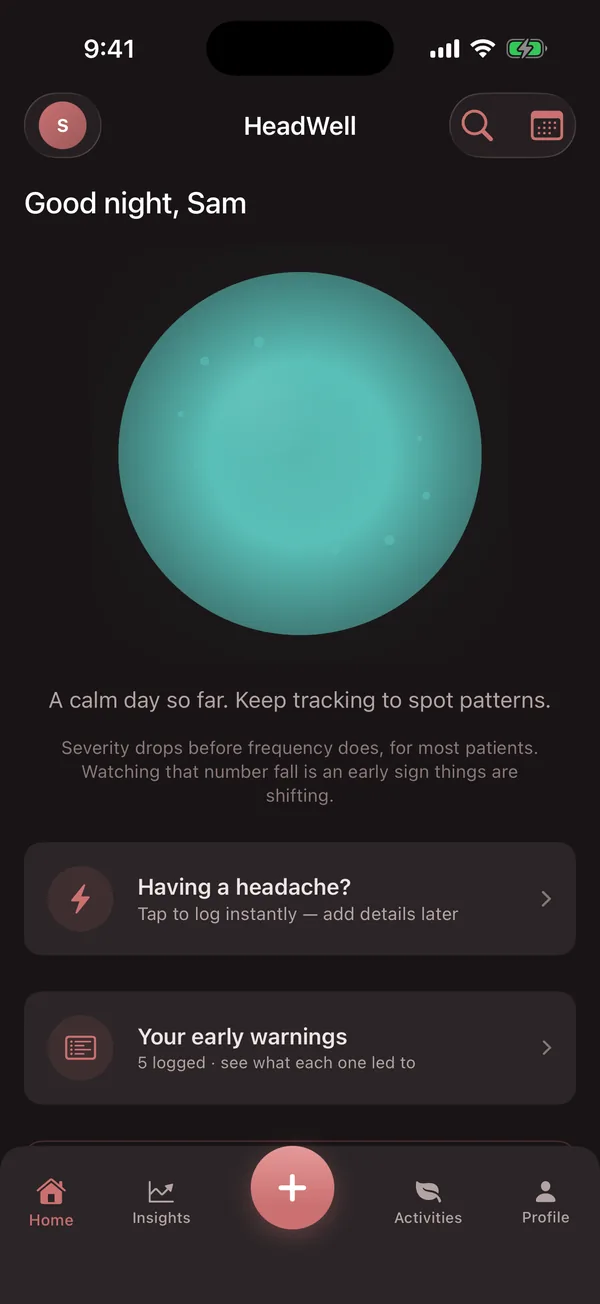 9:41
S
HeadWell
Good night, Sam
A calm day so far. Keep tracking to spot patterns.
Severity drops before frequency does, for most patients.
Watching that number fall is an early sign things are
shifting.
Having a headache?
Tap to log instantly — add details later
Your early warnings
5 logged · see what each one led to
Home
Insights
Activities
Profile